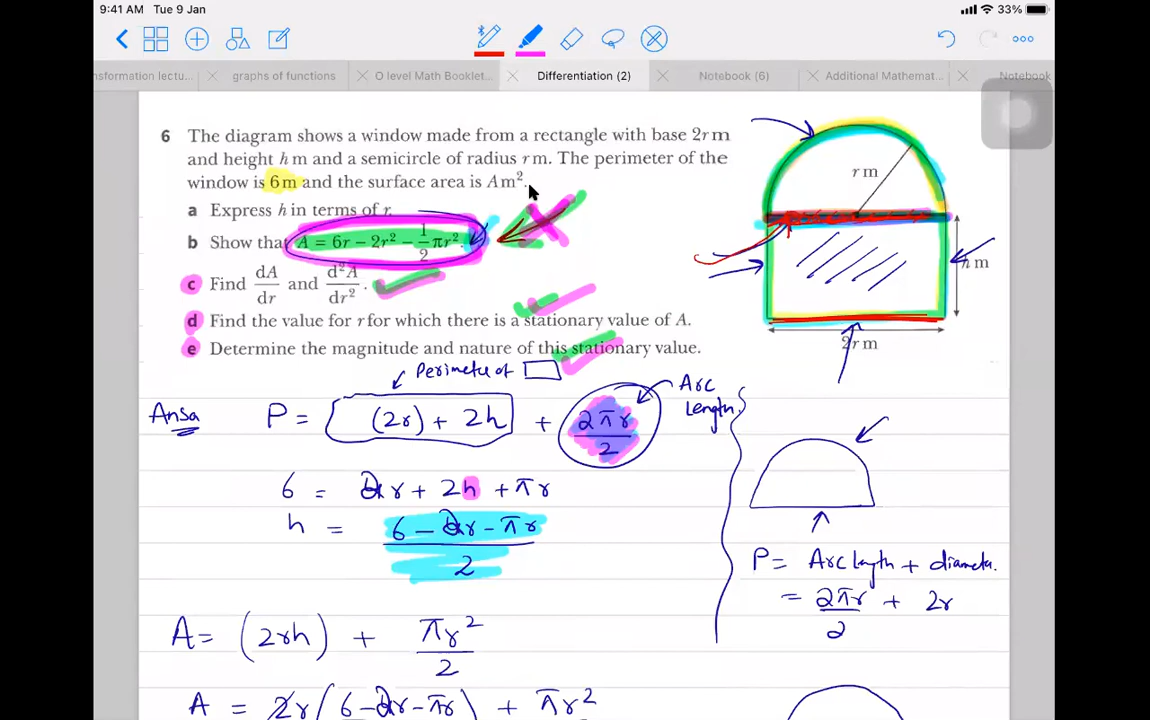 9:41 AM Tue 9 Jan
33%
nsformation lectu...
graphs of functions
O level Math Booklet...
Differentiation (2)
Notebook (6)
Additional Mathemat...
Notebook
6 The diagram shows a window made from a rectangle with base 2r m
and height h m and a semicircle of radius r m. The perimeter of the
window is 6 m and the surface area is A m².
a Express h in terms of r.
b Show that A = 6r − 2r² − 1/2 πr².
c Find dA/dr and d²A/dr².
d Find the value for r for which there is a stationary value of A.
e Determine the magnitude and nature of this stationary value.
r m
h m
2r m
Perimeter of
Ansa
P = (2r) + 2h + 2πr/2
Arc
length
6 = 2r + 2h + πr
h = 6 − 2r − πr / 2
P = Arc length + diameter.
= 2πr/2 + 2r
A = (2rh) + πr²/2
A = 2r(6 − 2r − πr) + πr²